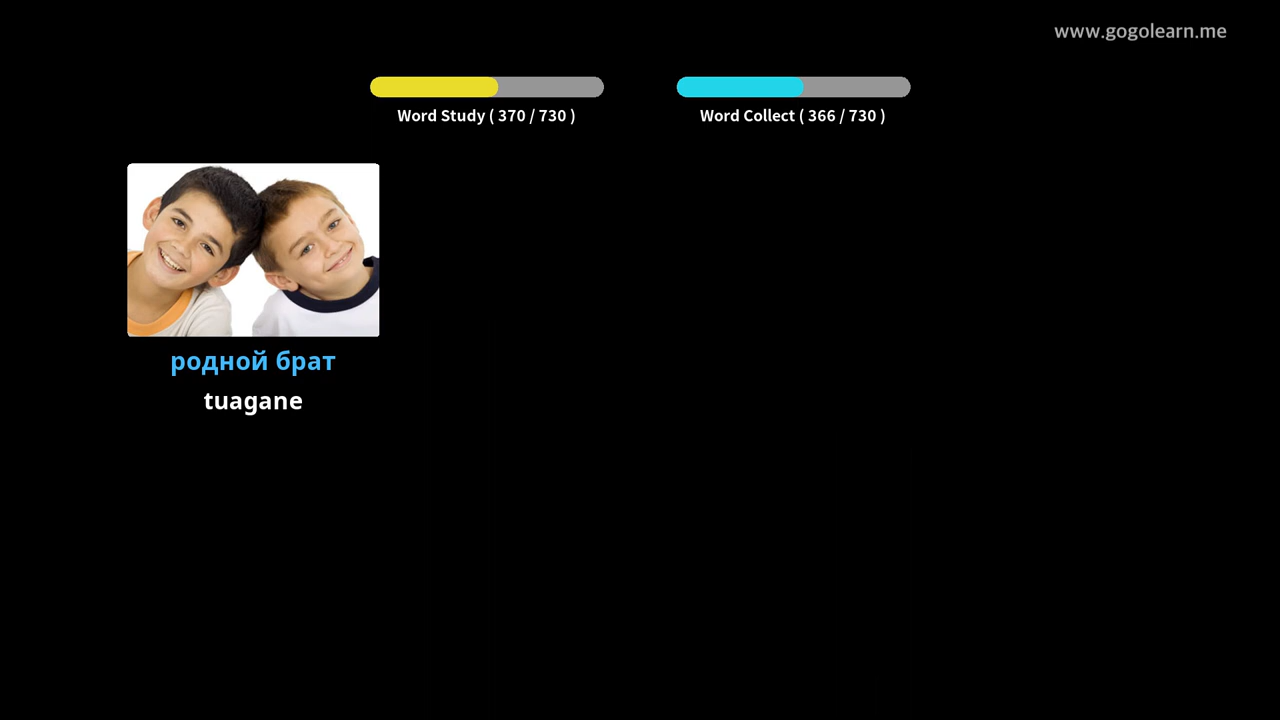 www.gogolearn.me
Word Study ( 370 / 730 )
Word Collect ( 366 / 730 )
родной брат
tuagane